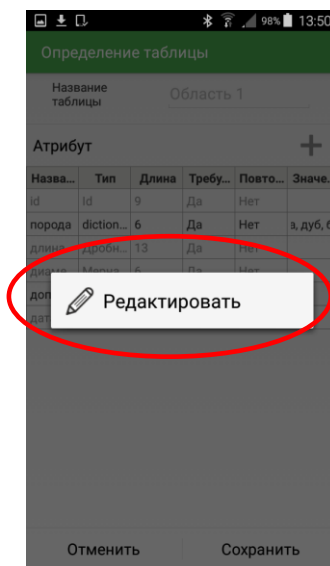 98% 13:50
Определение таблицы
Название таблицы Область 1
Атрибут
Назва... Тип Длина Требу... Повто... Значе.
id Id 9 Да Нет
порода diction... 6 Да Нет а, дуб, б
длина Дробн... 13 Да Нет
Редактировать
Отменить Сохранить